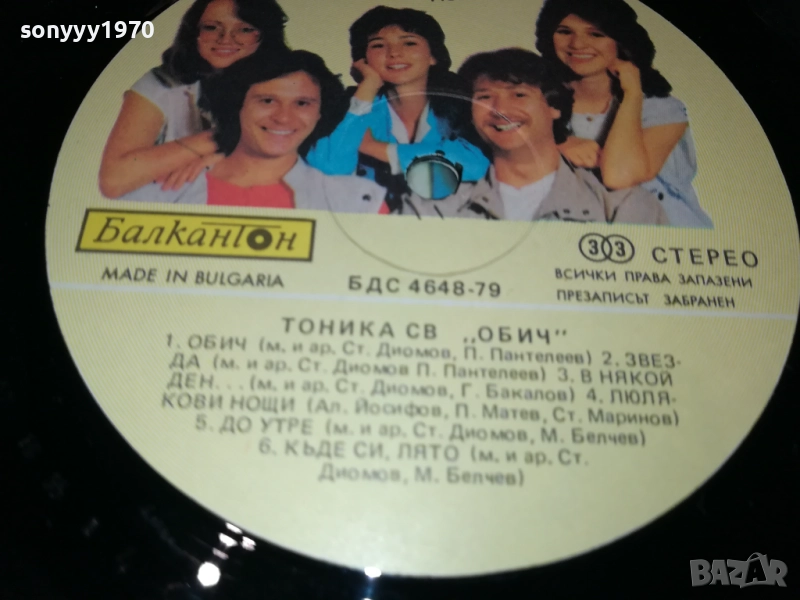 sonyyy1970
Балкантон
MADE IN BULGARIA
БДС 4648-79
33 СТЕРЕО
ВСИЧКИ ПРАВА ЗАПАЗЕНИ
ПРЕЗАПИСЪТ ЗАБРАНЕН
ТОНИКА СВ „ОБИЧ"
1. ОБИЧ (м. и ар. Ст. Диомов, П. Пантелеев) 2. ЗВЕЗ-
ДА (м. и ар. Ст. Диомов П. Пантелеев) 3. В НЯКОЙ
ДЕН... (м. и ар. Ст. Диомов, Г. Бакалов) 4. ЛЮЛЯ-
КОВИ НОЩИ (Ал. Йосифов, П. Матев, Ст. Маринов)
5. ДО УТРЕ (м. и ар. Ст. Диомов, М. Белчев)
6. КЪДЕ СИ, ЛЯТО (м. и ар. Ст.
Диомов, М. Белчев)
BAZAR